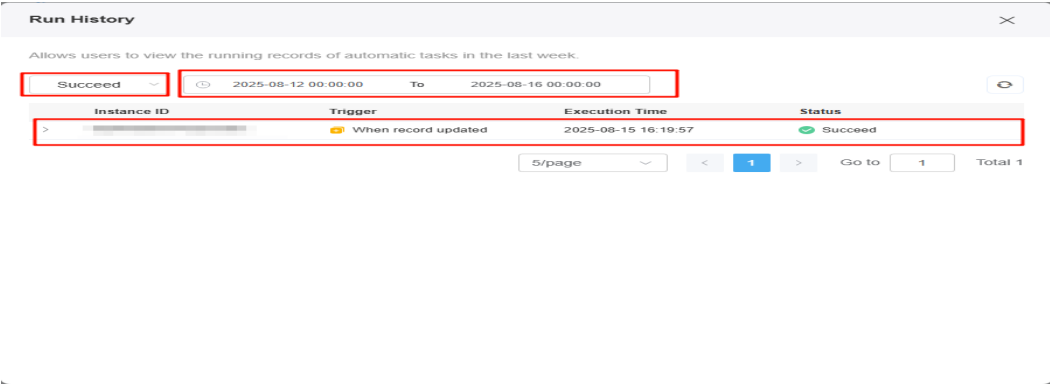 Run History
Allows users to view the running records of automatic tasks in the last week.
Succeed 2025-08-12 00:00:00 To 2025-08-16 00:00:00
Instance ID Trigger Execution Time Status
When record updated 2025-08-15 16:19:57 Succeed
5/page < 1 > Go to 1 Total 1